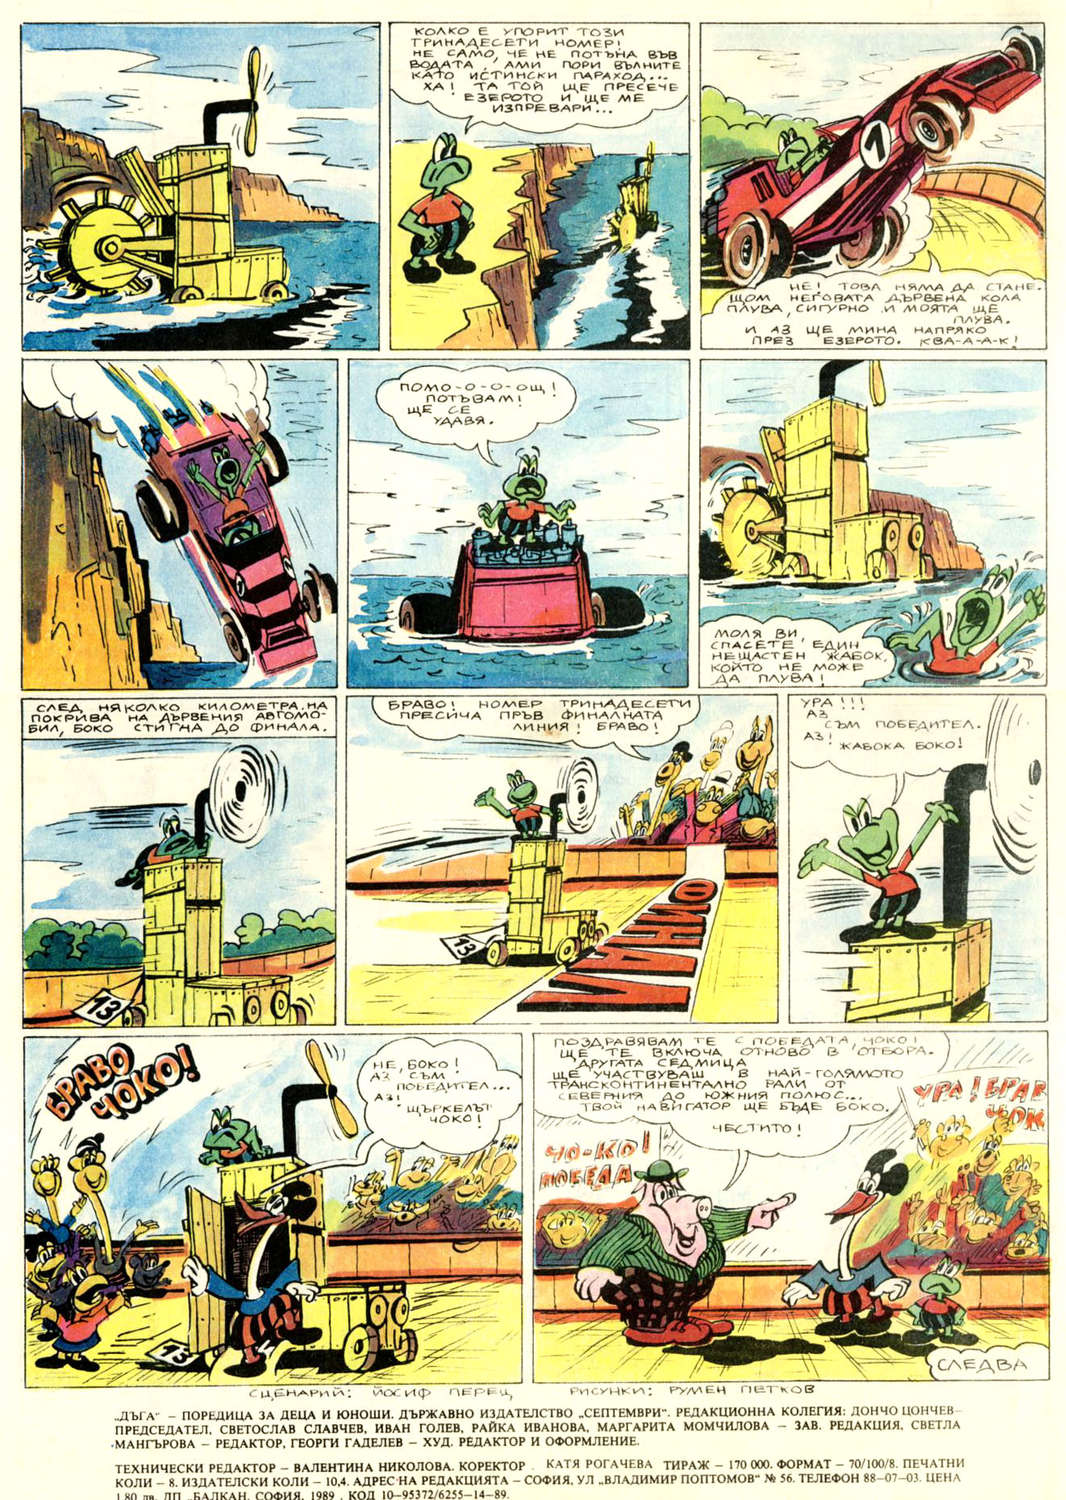 КОЛКО Е УПОРИТ ТОЗИ
ТРИНАДЕСЕТИ НОМЕР!
НЕ САМО, ЧЕ НЕ ПОТЪНА ВЪВ
ВОДАТА, АМИ ПОРИ ВЪЛНИТЕ
КАТО ИСТИНСКИ ПАРАХОД...
ХА! ТА ТОЙ ЩЕ ПРЕСЕЧЕ
ЕЗЕРОТО И ЩЕ МЕ
ИЗПРЕВАРИ...
1
НЕ! ТОВА НЯМА ДА СТАНЕ.
ЩОМ НЕГОВАТА ДЪРВЕНА КОЛА
ПЛУВА, СИГУРНО И МОЯТА ЩЕ
ПЛУВА.
И АЗ ЩЕ МИНА НАПРЯКО
ПРЕЗ ЕЗЕРОТО. КВА-А-А-К!
ПОМО-О-О-ОЩ!
ПОТЪВАМ!
ЩЕ СЕ
УДАВЯ.
МОЛЯ ВИ,
СПАСЕТЕ ЕДИН
НЕЩАСТЕН ЖАБОК,
КОЙТО НЕ МОЖЕ
ДА ПЛУВА!
СЛЕД НЯКОЛКО КИЛОМЕТРА, НА
ПОКРИВА НА ДЪРВЕНИЯ АВТОМО-
БИЛ, БОКО СТИГНА ДО ФИНАЛА.
13
БРАВО! НОМЕР ТРИНАДЕСЕТИ
ПРЕСИЧА ПРЪВ ФИНАЛНАТА
ЛИНИЯ! БРАВО!
13
ФИНАЛ
УРА!!!
АЗ
СЪМ ПОБЕДИТЕЛ.
АЗ!
ЖАБОКА БОКО!
БРАВО
ЧОКО!
НЕ, БОКО!
АЗ СЪМ
ПОБЕДИТЕЛ...
АЗ!
ЩЪРКЕЛЪТ
ЧОКО!
13
ПОЗДРАВЯВАМ ТЕ С ПОБЕДАТА, ЧОКО!
ЩЕ ТЕ ВКЛЮЧА ОТНОВО В ОТБОРА.
ДРУГАТА СЕДМИЦА
ЩЕ УЧАСТВУВАШ В НАЙ-ГОЛЯМОТО
ТРАНСКОНТИНЕНТАЛНО РАЛИ ОТ
СЕВЕРНИЯ ДО ЮЖНИЯ ПОЛЮС...
ТВОЙ НАВИГАТОР ЩЕ БЪДЕ БОКО.
ЧЕСТИТО!
ЧО-КО!
ПОБЕДА
УРА! БРАВ
ЧОК
СЛЕДВА
СЦЕНАРИЙ: ЙОСИФ ПЕРЕЦ РИСУНКИ: РУМЕН ПЕТКОВ
„ДЪГА“ – ПОРЕДИЦА ЗА ДЕЦА И ЮНОШИ. ДЪРЖАВНО ИЗДАТЕЛСТВО „СЕПТЕМВРИ“. РЕДАКЦИОННА КОЛЕГИЯ: ДОНЧО ЦОНЧЕВ–
ПРЕДСЕДАТЕЛ, СВЕТОСЛАВ СЛАВЧЕВ, ИВАН ГОЛЕВ, РАЙКА ИВАНОВА, МАРГАРИТА МОМЧИЛОВА – ЗАВ. РЕДАКЦИЯ, СВЕТЛА
МАНГЪРОВА – РЕДАКТОР, ГЕОРГИ ГАДЕЛЕВ – ХУД. РЕДАКТОР И ОФОРМЛЕНИЕ.
ТЕХНИЧЕСКИ РЕДАКТОР – ВАЛЕНТИНА НИКОЛОВА. КОРЕКТОР . КАТЯ РОГАЧЕВА ТИРАЖ – 170 000. ФОРМАТ – 70/100/8. ПЕЧАТНИ
КОЛИ – 8. ИЗДАТЕЛСКИ КОЛИ – 10,4. АДРЕС НА РЕДАКЦИЯТА – СОФИЯ, УЛ „ВЛАДИМИР ПОПТОМОВ“ № 56. ТЕЛЕФОН 88–07–03. ЦЕНА
1,80 лв. ДП „БАЛКАН, СОФИЯ, 1989 . КОД 10–95372/6255–14–89.